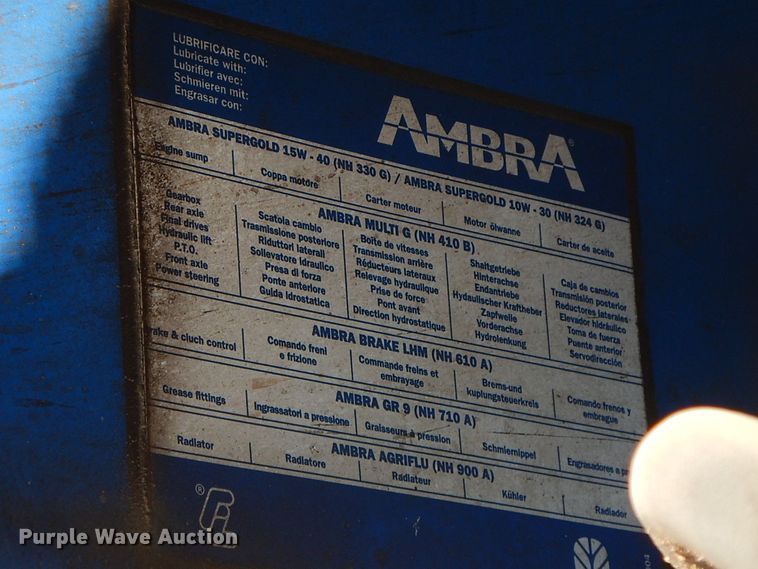 LUBRIFICARE CON:
Lubricate with:
Lubrifier avec:
Schmieren mit:
Engrasar con:
AMBRA®
AMBRA SUPERGOLD 15W - 40 (NH 330 G) / AMBRA SUPERGOLD 10W - 30 (NH 324 G)
Engine sump Coppa motore Carter moteur Motor ölwanne Carter de aceite
AMBRA MULTI G (NH 410 B)
Gearbox Scatola cambio Boite de vitesses Shaftgetriebe Caja de cambios
Rear axle Trasmissione posteriore Transmission arrière Hinterachse Transmisión posterior
Final drives Riduttori laterali Réducteurs lateraux Endantriebe Reductores laterales
Hydraulic lift Sollevatore idraulico Relevage hydraulique Hydraulischer Kraftheber Elevador hidráulico
P.T.O. Presa di forza Prise de force Zapfwelle Toma de fuerza
Front axle Ponte anteriore Pont avant Vorderachse Puente anterior
Power steering Guida idrostatica Direction hydrostatique Hydrolenkung Servodirección
AMBRA BRAKE LHM (NH 610 A)
rake & cluch control Comando freni e frizione Commande freins et embrayage Brems-und kuplungsteuerkreis Comando frenos y embrague
AMBRA GR 9 (NH 710 A)
Grease fittings Ingrassatori a pressione Graisseurs à pression Schmiernippel Engrasadores a pr
AMBRA AGRIFLU (NH 900 A)
Radiator Radiatore Radiateur Kühler Radiador
®
Purple Wave Auction